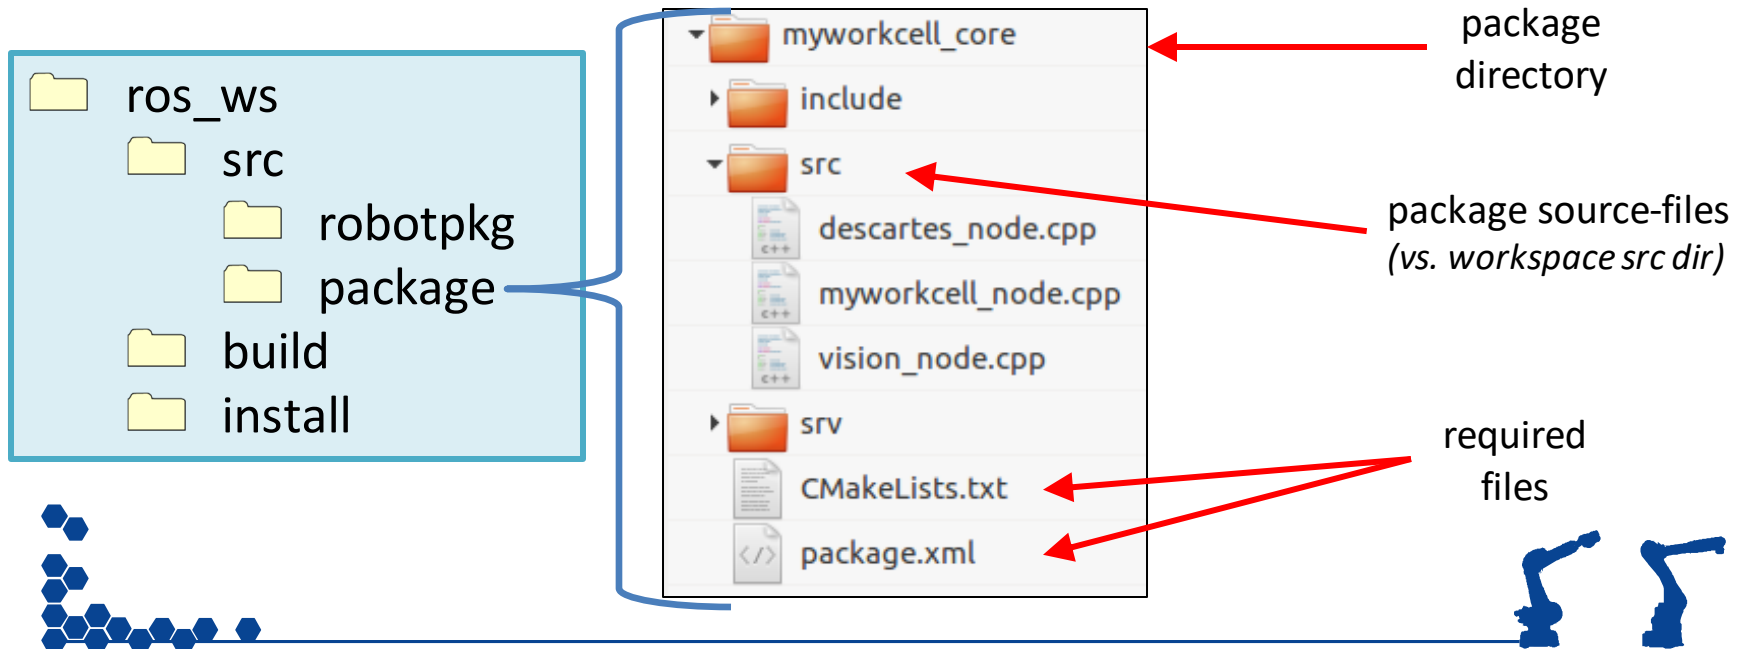 ros_ws
src
robotpkg
package
build
install
myworkcell_core
include
src
descartes_node.cpp
c++
myworkcell_node.cpp
c++
vision_node.cpp
c++
srv
CMakeLists.txt
</>
package.xml
package
directory
package source-files
(vs. workspace src dir)
required
files